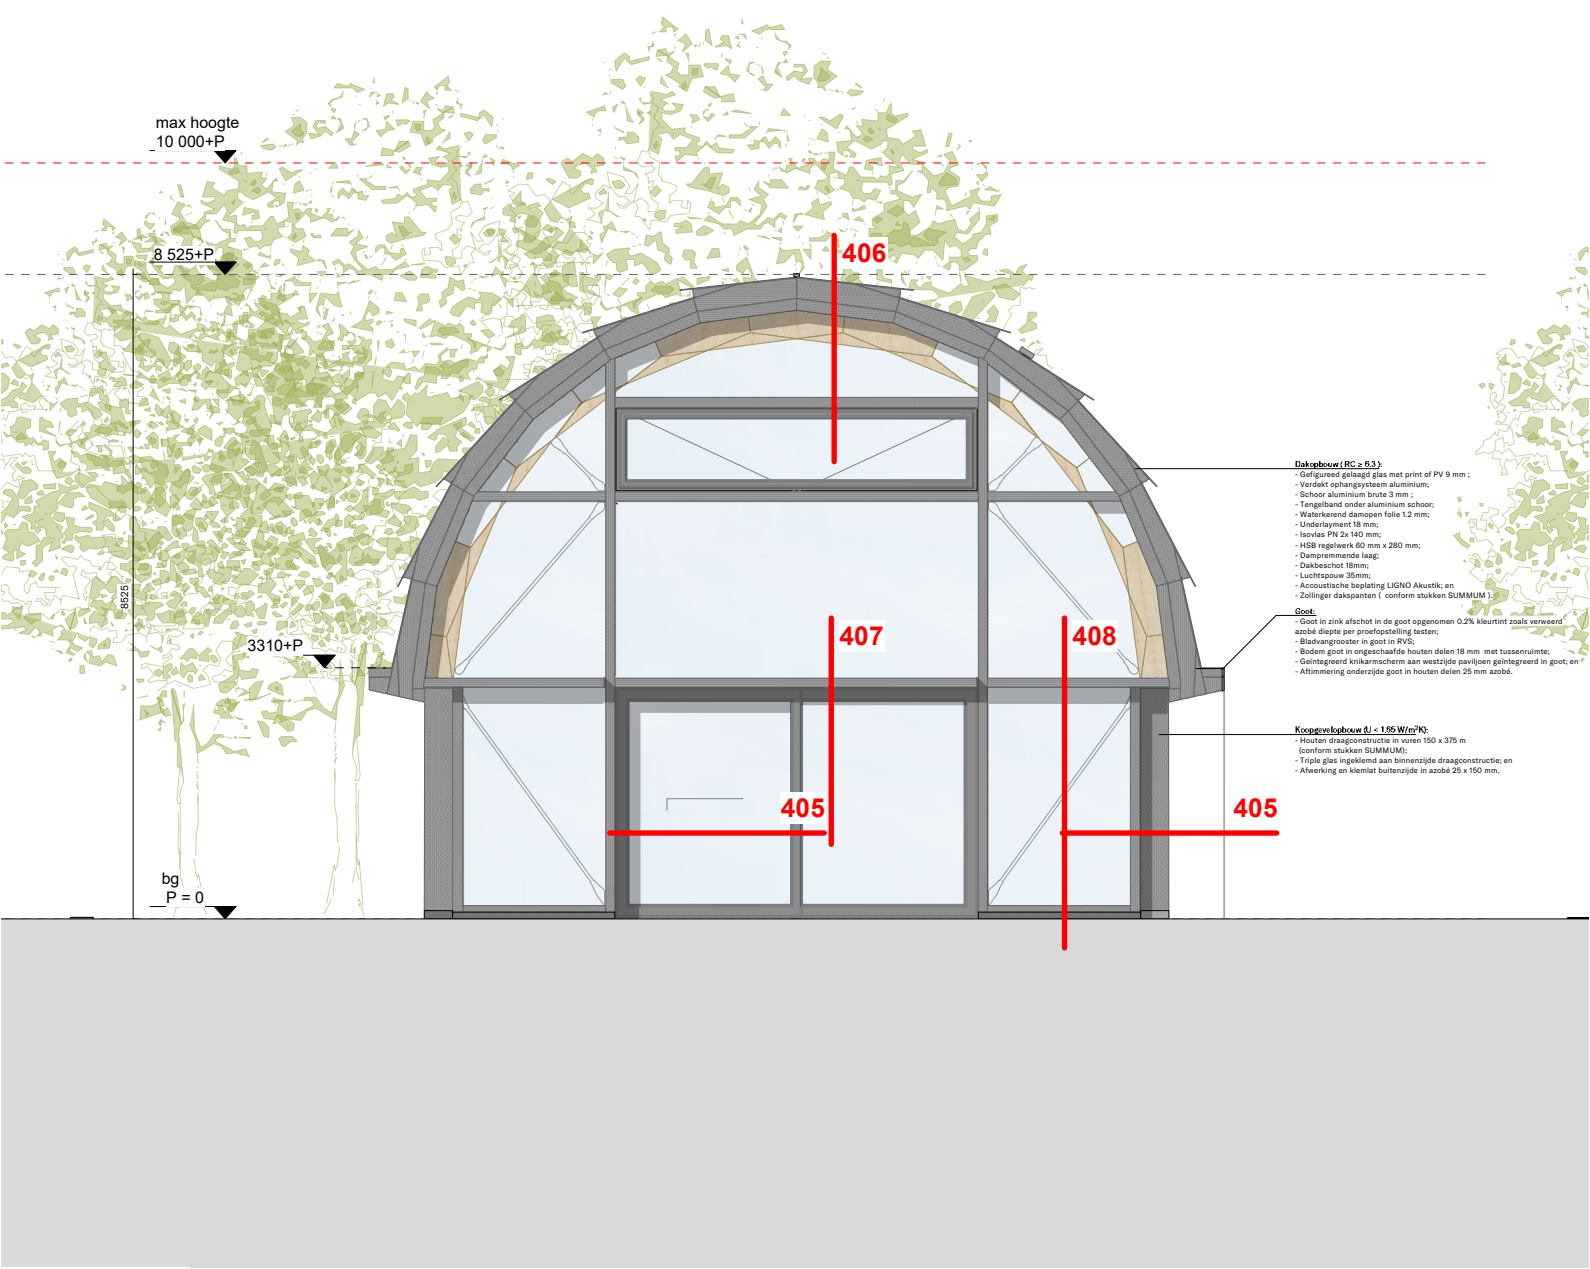 max hoogte
10 000+P
8 525+P
406
8525
3310+P
407
408
405
405
bg
P = 0
Dakopbouw ( RC ≥ 6.3 ):
- Gefigureed gelaagd glas met print of PV 9 mm ;
- Verdekt ophangsysteem aluminium;
- Schoor aluminium brute 3 mm ;
- Tengelband onder aluminium schoor;
- Waterkerend damopen folie 1.2 mm;
- Underlayment 18 mm;
- Isovlas PN 2x 140 mm;
- HSB regelwerk 60 mm x 280 mm;
- Dampremmende laag;
- Dakbeschot 18mm;
- Luchtspouw 35mm;
- Accoustische beplating LIGNO Akustik; en
- Zollinger dakspanten ( conform stukken SUMMUM ).
Goot:
- Goot in zink afschot in de goot opgenomen 0.2% kleurtint zoals verweerd
azobé diepte per proefopstelling testen;
- Bladvangrooster in goot in RVS;
- Bodem goot in ongeschaafde houten delen 18 mm met tussenruimte;
- Geïntegreerd knikarmscherm aan westzijde paviljoen geïntegreerd in goot; en
- Aftimmering onderzijde goot in houten delen 25 mm azobé.
Koopgevelopbouw (U < 1,65 W/m²K):
- Houten draagconstructie in vuren 150 x 375 m
(conform stukken SUMMUM);
- Triple glas ingeklemd aan binnenzijde draagconstructie; en
- Afwerking en klemlat buitenzijde in azobé 25 x 150 mm.